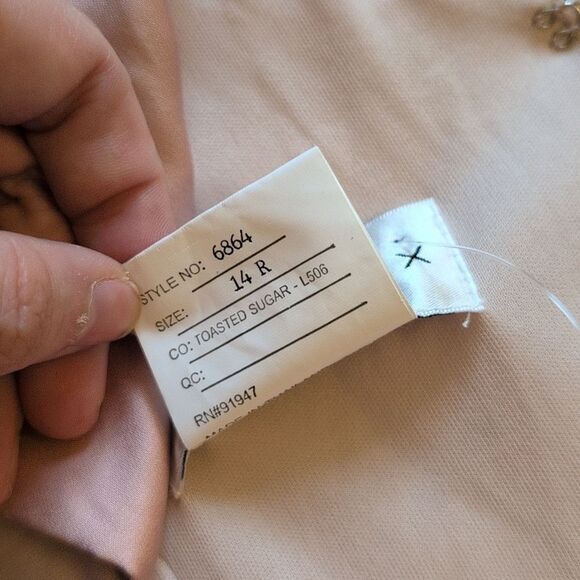 STYLE NO: 6864
SIZE: 14 R
CO: TOASTED SUGAR - L506
QC:
RN#91947
X